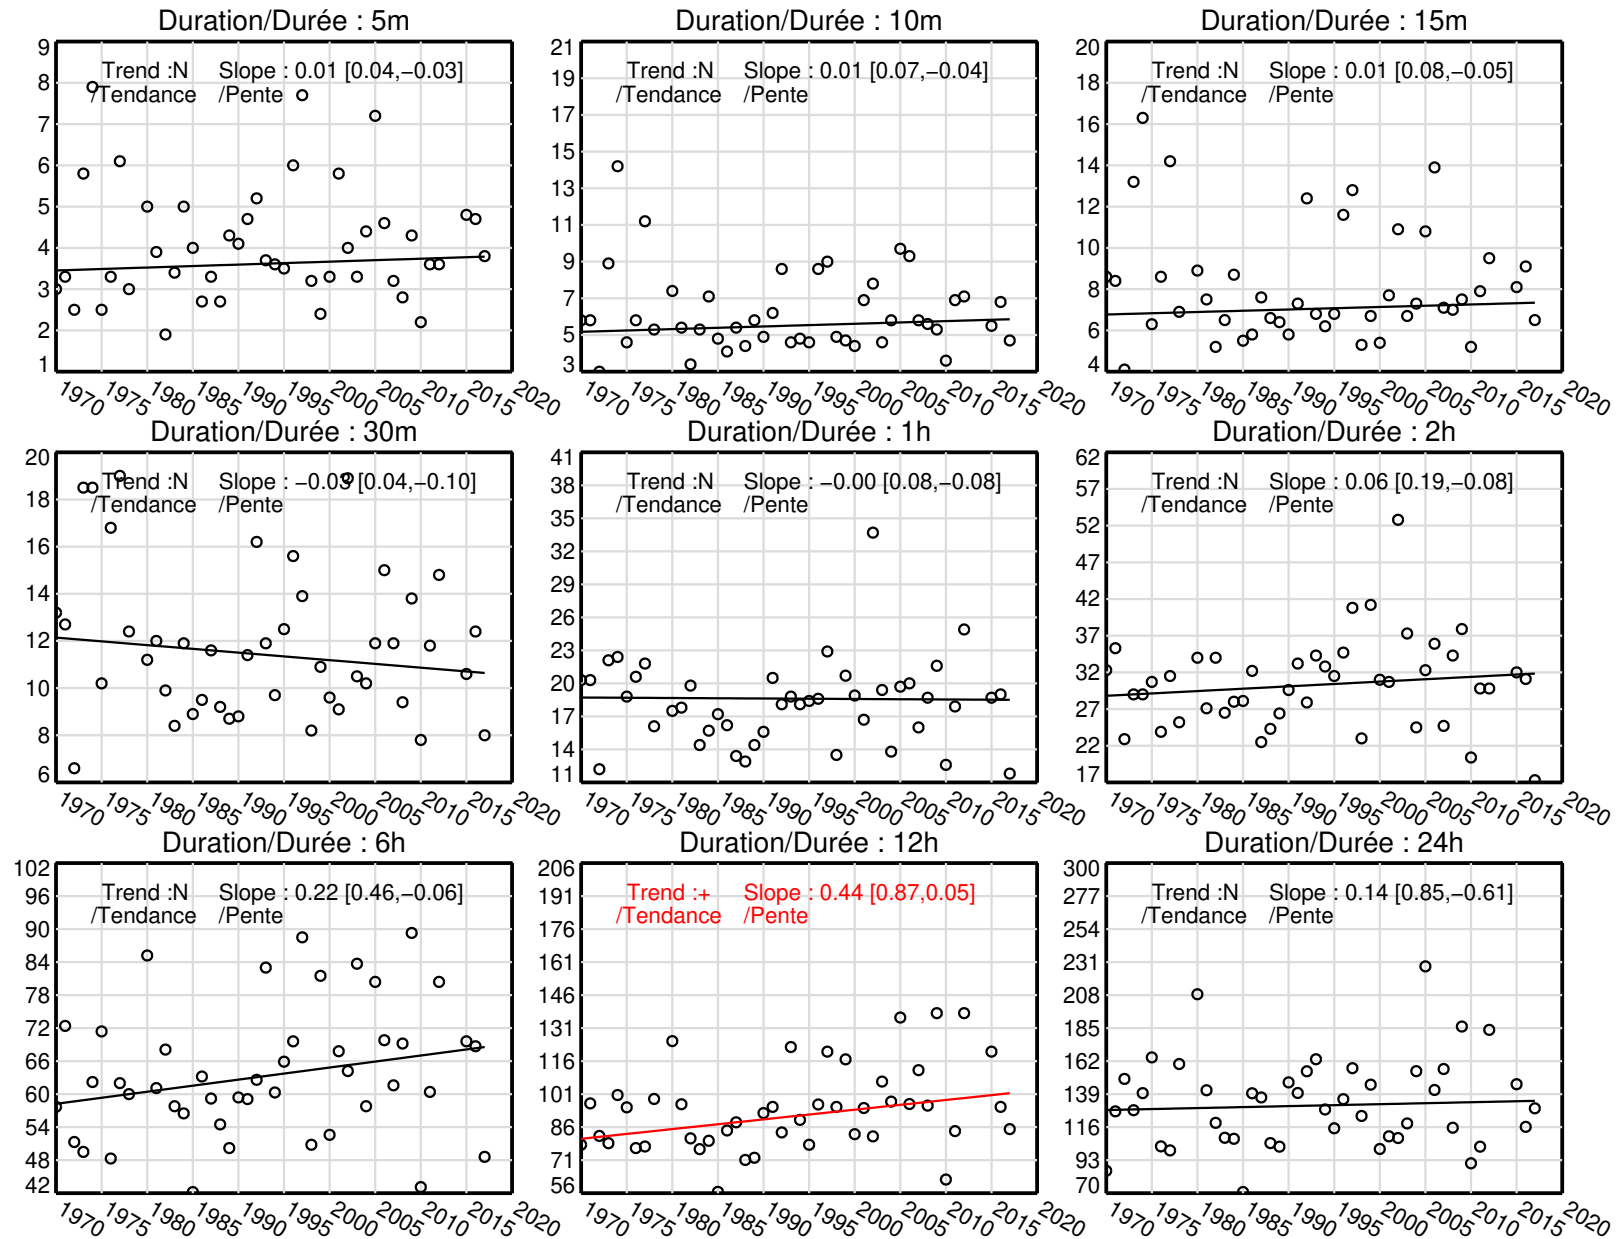 Duration/Durée : 5m
Duration/Durée : 10m
Duration/Durée : 15m
9
8
7
6
5
4
3
2
1
Trend :N Slope : 0.01 [0.04,−0.03]
/Tendance /Pente
1970 1975 1980 1985 1990 1995 2000 2005 2010 2015 2020
21
19
17
15
13
11
9
7
5
3
Trend :N Slope : 0.01 [0.07,−0.04]
/Tendance /Pente
1970 1975 1980 1985 1990 1995 2000 2005 2010 2015 2020
20
18
16
14
12
10
8
6
4
Trend :N Slope : 0.01 [0.08,−0.05]
/Tendance /Pente
1970 1975 1980 1985 1990 1995 2000 2005 2010 2015 2020
Duration/Durée : 30m
Duration/Durée : 1h
Duration/Durée : 2h
20
18
16
14
12
10
8
6
Trend :N Slope : −0.03 [0.04,−0.10]
/Tendance /Pente
1970 1975 1980 1985 1990 1995 2000 2005 2010 2015 2020
41
38
35
32
29
26
23
20
17
14
11
Trend :N Slope : −0.00 [0.08,−0.08]
/Tendance /Pente
1970 1975 1980 1985 1990 1995 2000 2005 2010 2015 2020
62
57
52
47
42
37
32
27
22
17
Trend :N Slope : 0.06 [0.19,−0.08]
/Tendance /Pente
1970 1975 1980 1985 1990 1995 2000 2005 2010 2015 2020
Duration/Durée : 6h
Duration/Durée : 12h
Duration/Durée : 24h
102
96
90
84
78
72
66
60
54
48
42
Trend :N Slope : 0.22 [0.46,−0.06]
/Tendance /Pente
1970 1975 1980 1985 1990 1995 2000 2005 2010 2015 2020
206
191
176
161
146
131
116
101
86
71
56
Trend :+ Slope : 0.44 [0.87,0.05]
/Tendance /Pente
1970 1975 1980 1985 1990 1995 2000 2005 2010 2015 2020
300
277
254
231
208
185
162
139
116
93
70
Trend :N Slope : 0.14 [0.85,−0.61]
/Tendance /Pente
1970 1975 1980 1985 1990 1995 2000 2005 2010 2015 2020